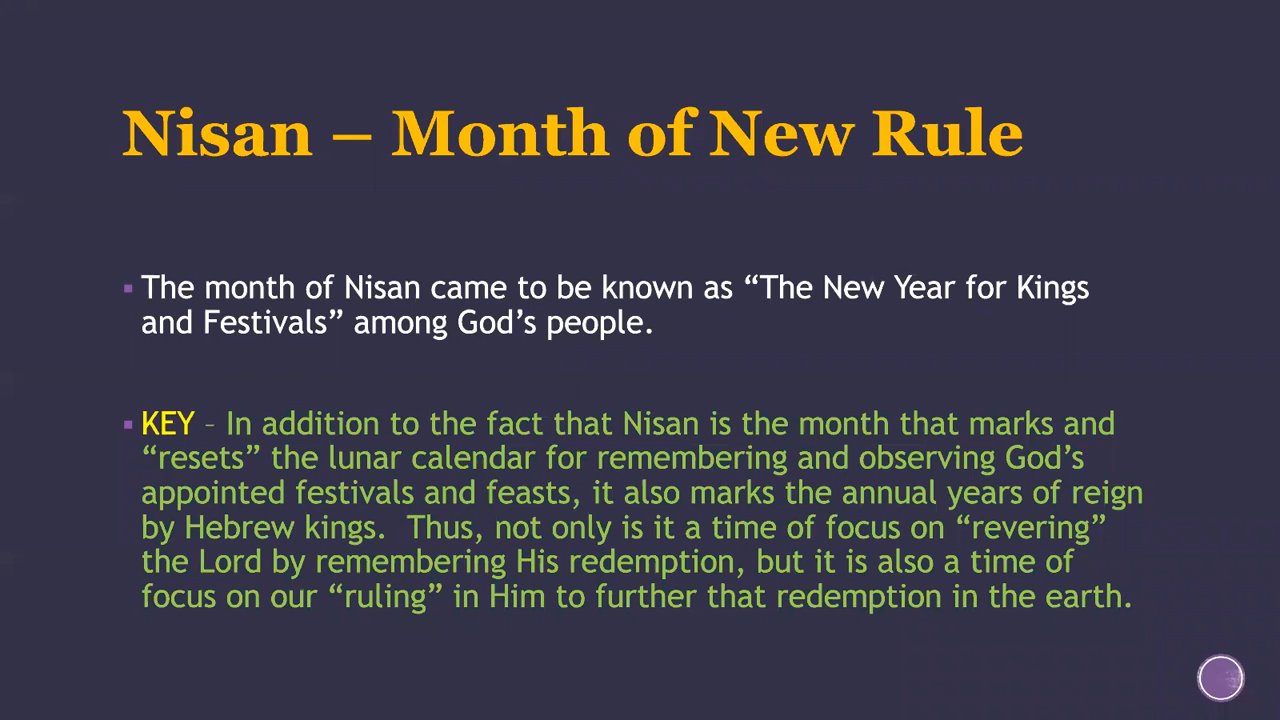 Nisan – Month of New Rule
▪ The month of Nisan came to be known as “The New Year for Kings
and Festivals” among God’s people.
▪ KEY – In addition to the fact that Nisan is the month that marks and
“resets” the lunar calendar for remembering and observing God’s
appointed festivals and feasts, it also marks the annual years of reign
by Hebrew kings.  Thus, not only is it a time of focus on “revering”
the Lord by remembering His redemption, but it is also a time of
focus on our “ruling” in Him to further that redemption in the earth.